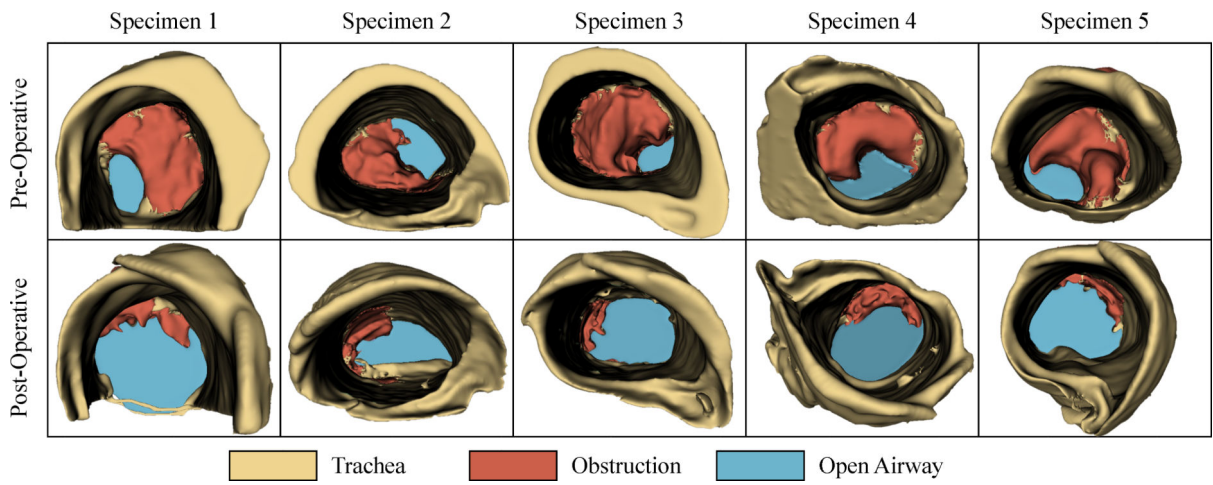 Specimen 1 Specimen 2 Specimen 3 Specimen 4 Specimen 5
Pre-Operative
Post-Operative
Trachea Obstruction Open Airway